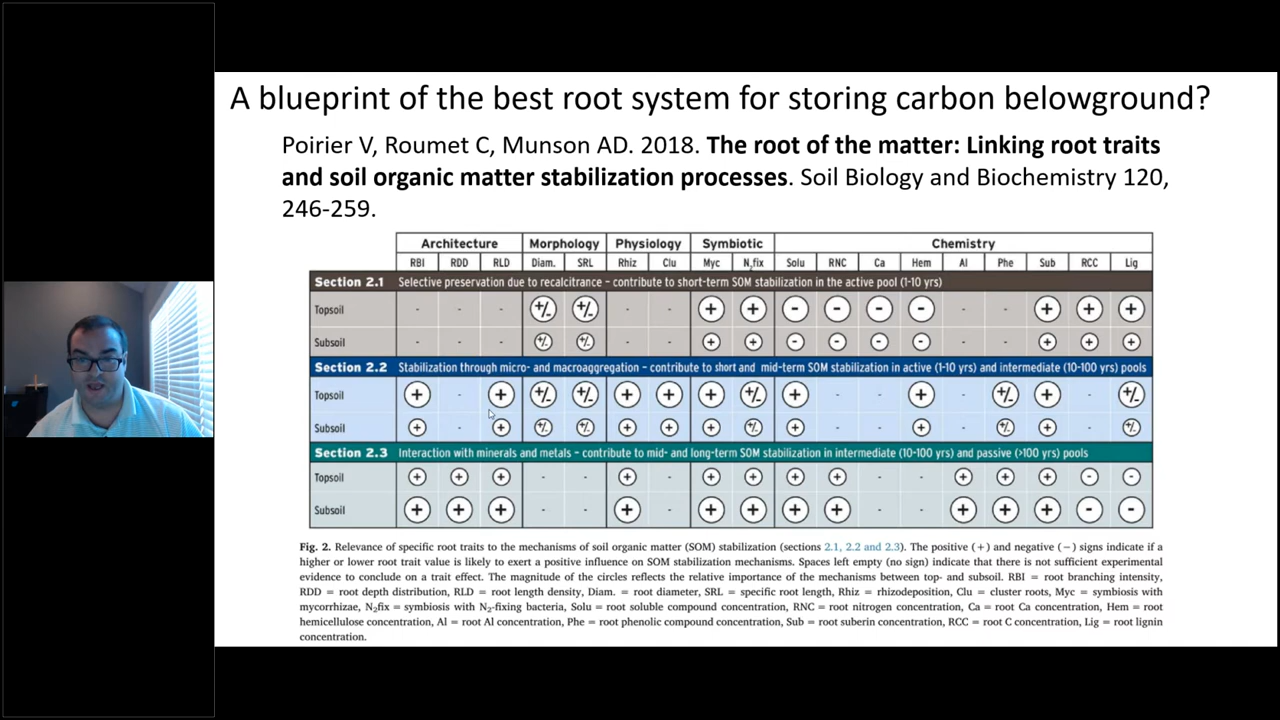 A blueprint of the best root system for storing carbon belowground?
Poirier V, Roumet C, Munson AD. 2018. The root of the matter: Linking root traits
and soil organic matter stabilization processes. Soil Biology and Biochemistry 120,
246-259.
Architecture Morphology Physiology Symbiotic Chemistry
RBI RDD RLD Diam. SRL Rhiz Clu Myc N2fix Solu RNC Ca Hem Al Phe Sub RCC Lig
Section 2.1 Selective preservation due to recalcitrance – contribute to short-term SOM stabilization in the active pool (1-10 yrs)
Topsoil - - - +/- +/- - - + + - - - - - - + + +
Subsoil - - - +/- +/- - - + + - - - - - - + + +
Section 2.2 Stabilization through micro- and macroaggregation – contribute to short and mid-term SOM stabilization in active (1-10 yrs) and intermediate (10-100 yrs) pools
Topsoil + - + +/- +/- + + + +/- + - - + - +/- + - +/-
Subsoil + - + +/- +/- + + + +/- + - - + - +/- + - +/-
Section 2.3 Interaction with minerals and metals – contribute to mid- and long-term SOM stabilization in intermediate (10-100 yrs) and passive (>100 yrs) pools
Topsoil + + + - - + - + + + + - - + + + - -
Subsoil + + + - - + - + + + + - - + + + - -
Fig. 2. Relevance of specific root traits to the mechanisms of soil organic matter (SOM) stabilization (sections 2.1, 2.2 and 2.3). The positive (+) and negative (−) signs indicate if a
higher or lower root trait value is likely to exert a positive influence on SOM stabilization mechanisms. Spaces left empty (no sign) indicate that there is not sufficient experimental
evidence to conclude on a trait effect. The magnitude of the circles reflects the relative importance of the mechanisms between top- and subsoil. RBI = root branching intensity,
RDD = root depth distribution, RLD = root length density, Diam. = root diameter, SRL = specific root length, Rhiz = rhizodeposition, Clu = cluster roots, Myc = symbiosis with
mycorrhizae, N2fix = symbiosis with N2-fixing bacteria, Solu = root soluble compound concentration, RNC = root nitrogen concentration, Ca = root Ca concentration, Hem = root
hemicellulose concentration, Al = root Al concentration, Phe = root phenolic compound concentration, Sub = root suberin concentration, RCC = root C concentration, Lig = root lignin
concentration.